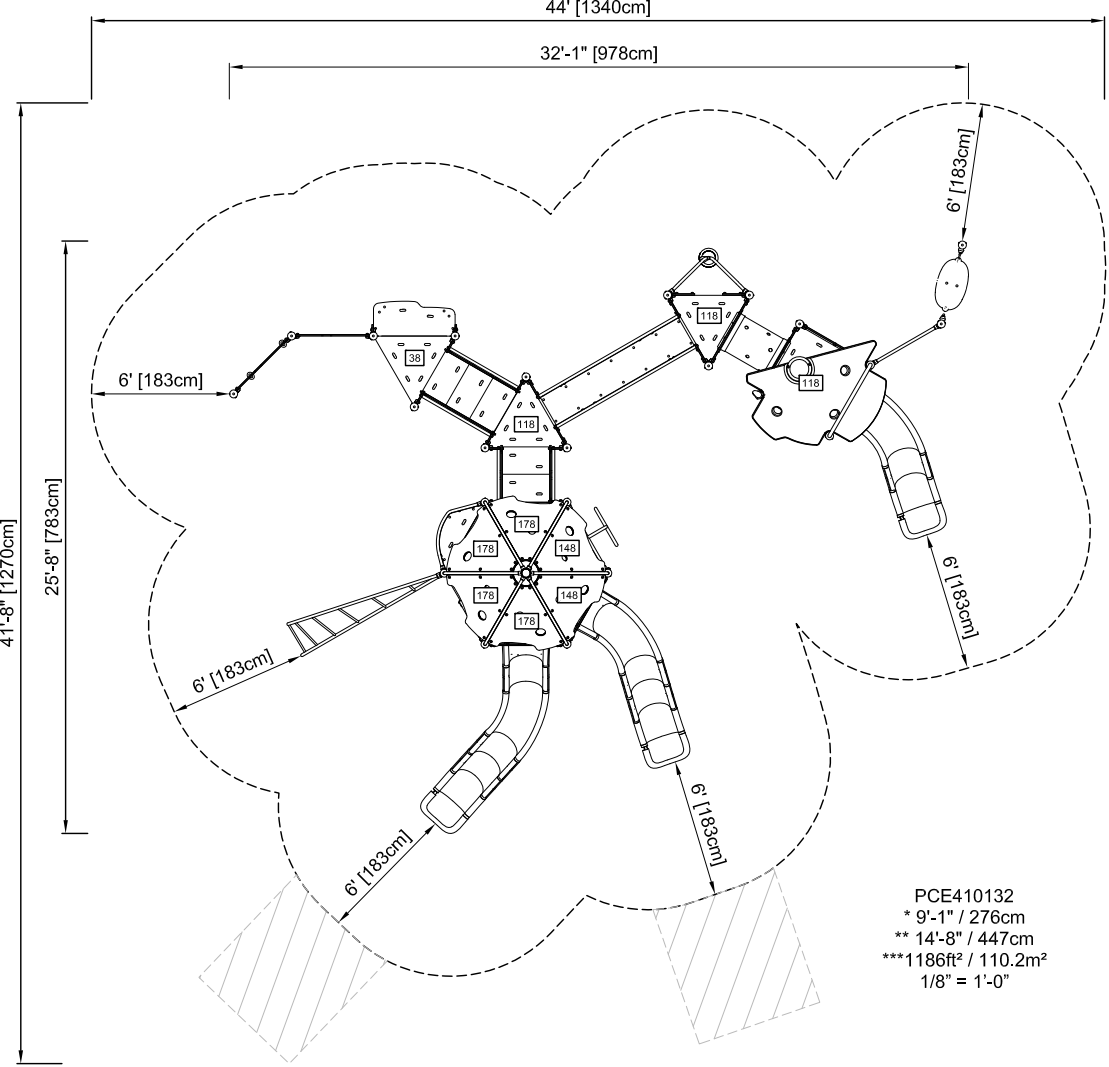 44' [1340cm]
32'-1" [978cm]
6' [183cm]
118
38
6' [183cm]
118
118
25'-8" [783cm]
41'-8" [1270cm]
178
178
148
178
148
178
6' [183cm]
6' [183cm]
6' [183cm]
6' [183cm]
PCE410132
* 9'-1" / 276cm
** 14'-8" / 447cm
***1186ft² / 110.2m²
1/8” = 1’-0”